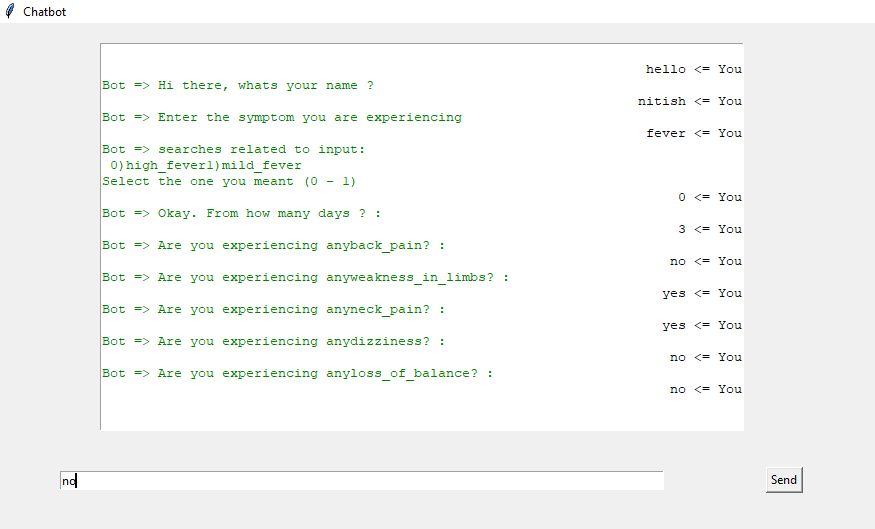 Chatbot
hello <= You
Bot => Hi there, whats your name ?
nitish <= You
Bot => Enter the symptom you are experiencing
fever <= You
Bot => searches related to input:
0)high_fever1)mild_fever
Select the one you meant (0 - 1)
0 <= You
Bot => Okay. From how many days ? :
3 <= You
Bot => Are you experiencing anyback_pain? :
no <= You
Bot => Are you experiencing anyweakness_in_limbs? :
yes <= You
Bot => Are you experiencing anyneck_pain? :
yes <= You
Bot => Are you experiencing anydizziness? :
no <= You
Bot => Are you experiencing anyloss_of_balance? :
no <= You
no
Send